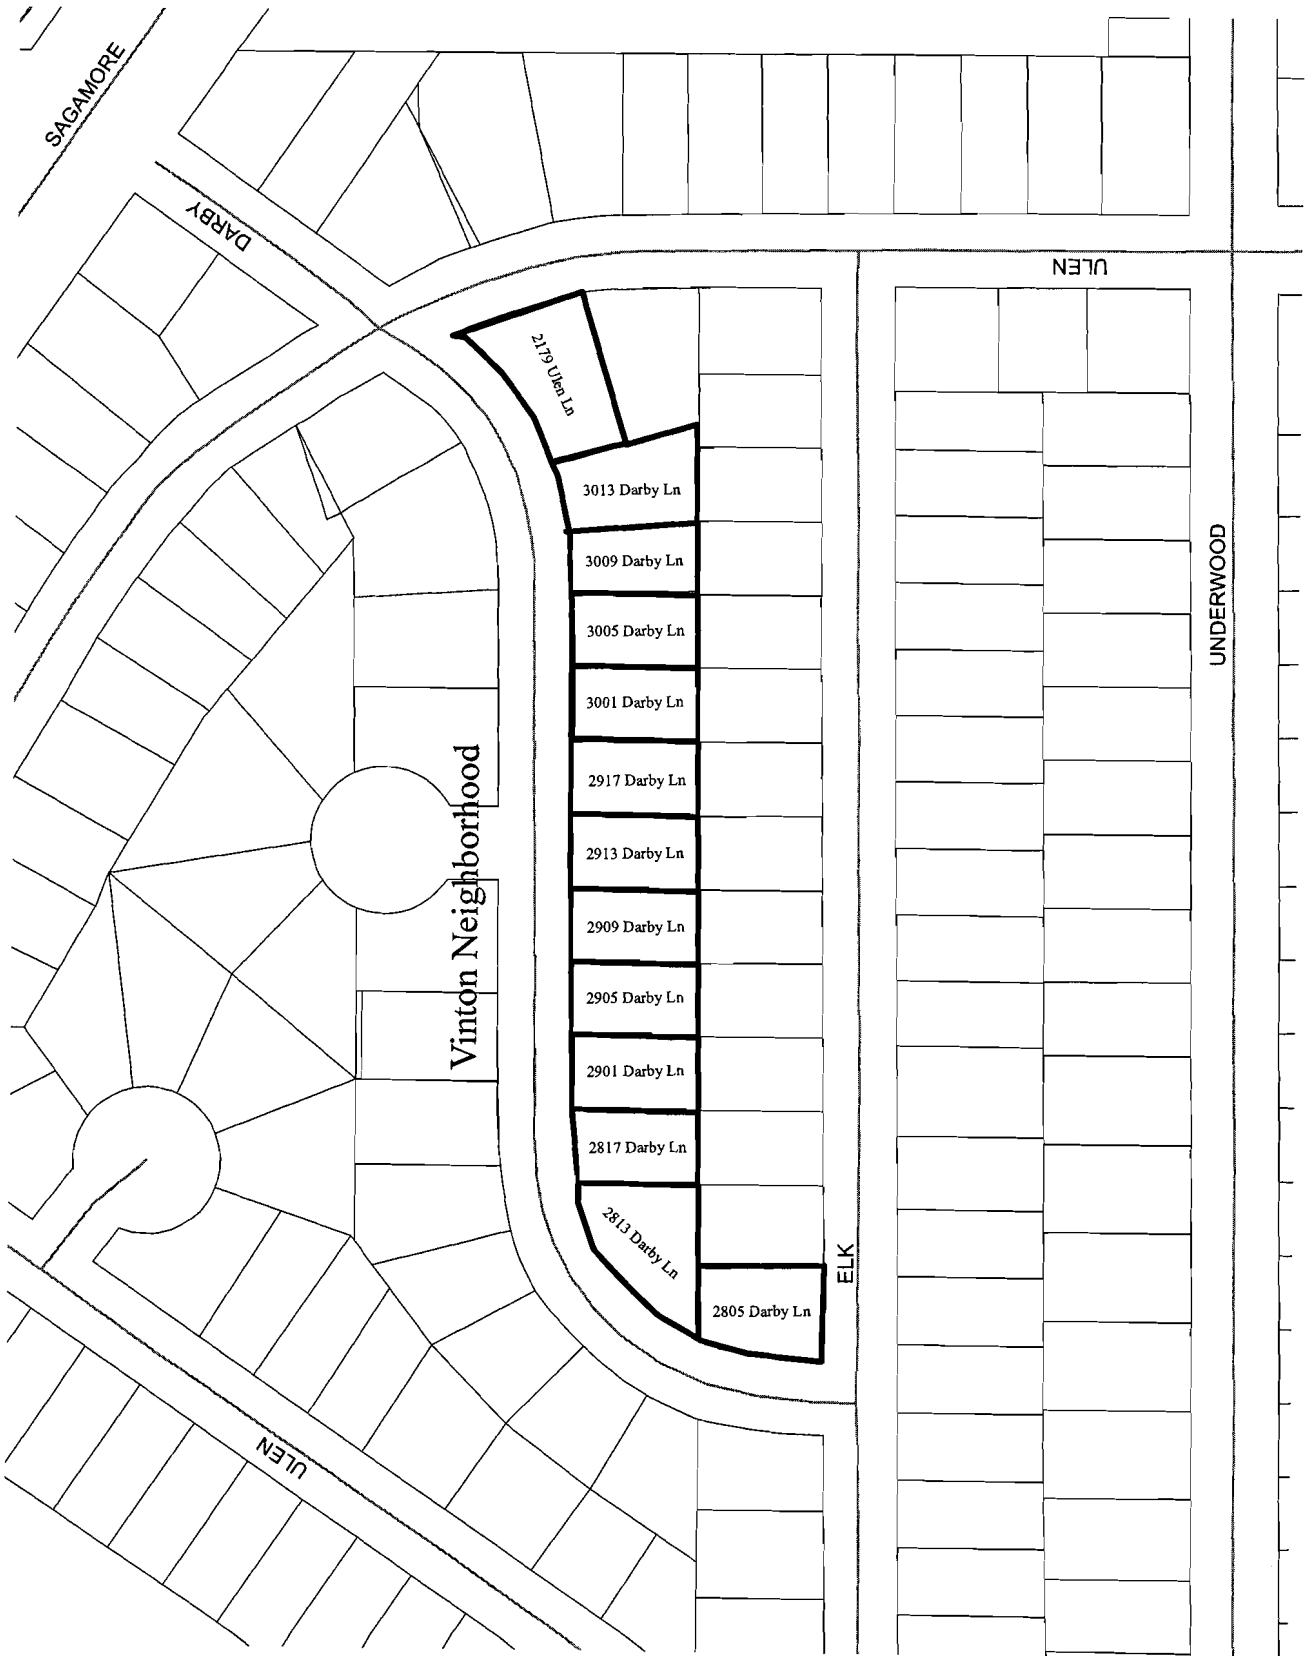 SAGAMORE
DARBY
ULEN
2179 Ulen Ln
3013 Darby Ln
3009 Darby Ln
UNDERWOOD
3005 Darby Ln
3001 Darby Ln
2917 Darby Ln
Vinton Neighborhood
2913 Darby Ln
2909 Darby Ln
2905 Darby Ln
2901 Darby Ln
2817 Darby Ln
2813 Darby Ln
ELK
2805 Darby Ln
ULEN